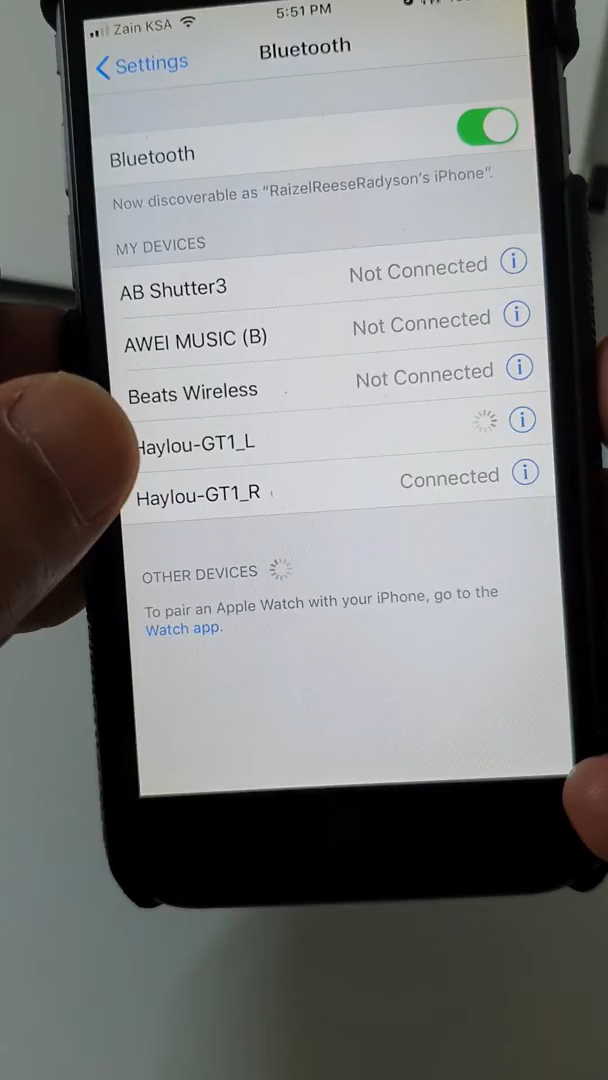 Zain KSA
5:51 PM
Settings
Bluetooth
Bluetooth
Now discoverable as “RaizelReeseRadyson's iPhone”.
MY DEVICES
AB Shutter3 Not Connected
AWEI MUSIC (B) Not Connected
Beats Wireless Not Connected
Haylou-GT1_L
Haylou-GT1_R Connected
OTHER DEVICES
To pair an Apple Watch with your iPhone, go to the
Watch app.